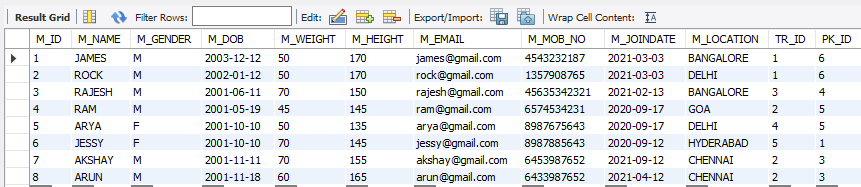 Result Grid Filter Rows: Edit: Export/Import: Wrap Cell Content: IA
M_ID M_NAME M_GENDER M_DOB M_WEIGHT M_HEIGHT M_EMAIL M_MOB_NO M_JOINDATE M_LOCATION TR_ID PK_ID
1 JAMES M 2003-12-12 50 170 james@gmail.com 4543232187 2021-03-03 BANGALORE 1 6
2 ROCK M 2002-01-12 50 170 rock@gmail.com 1357908765 2021-03-03 DELHI 1 6
3 RAJESH M 2001-06-11 70 150 rajesh@gmail.com 45635342321 2021-02-13 BANGALORE 3 4
4 RAM M 2001-05-19 45 145 ram@gmail.com 6574534231 2020-09-17 GOA 2 5
5 ARYA F 2001-10-10 50 135 arya@gmail.com 8987675643 2020-09-17 DELHI 4 5
6 JESSY F 2001-10-10 70 145 jessy@gmail.com 8987885643 2020-09-12 HYDERABAD 5 1
7 AKSHAY M 2001-11-11 70 155 akshay@gmail.com 6453987652 2021-09-12 CHENNAI 2 3
8 ARUN M 2001-11-18 60 165 arun@gmail.com 6433987652 2021-04-12 CHENNAI 2 3